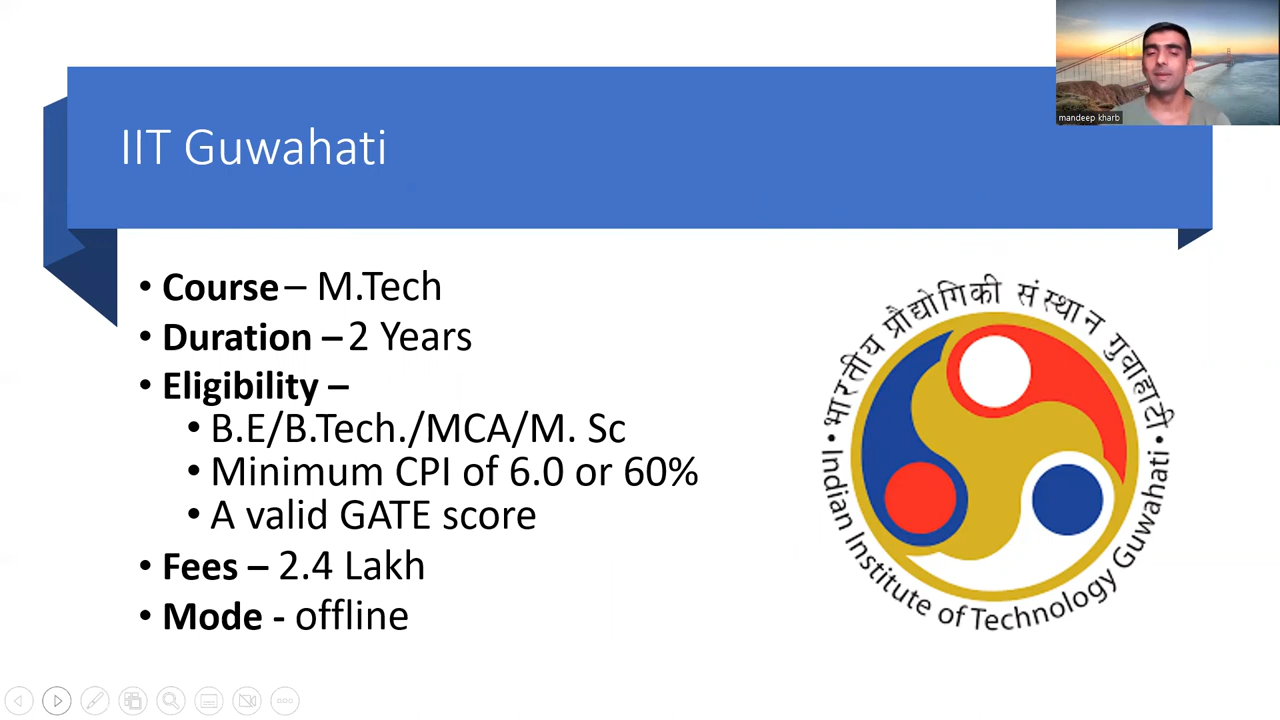 mandeep kharb
IIT Guwahati
• Course – M.Tech
• Duration – 2 Years
• Eligibility –
• B.E/B.Tech./MCA/M. Sc
• Minimum CPI of 6.0 or 60%
• A valid GATE score
• Fees – 2.4 Lakh
• Mode - offline
भारतीय प्रौद्योगिकी संस्थान गुवाहाटी
• Indian Institute of Technology Guwahati •